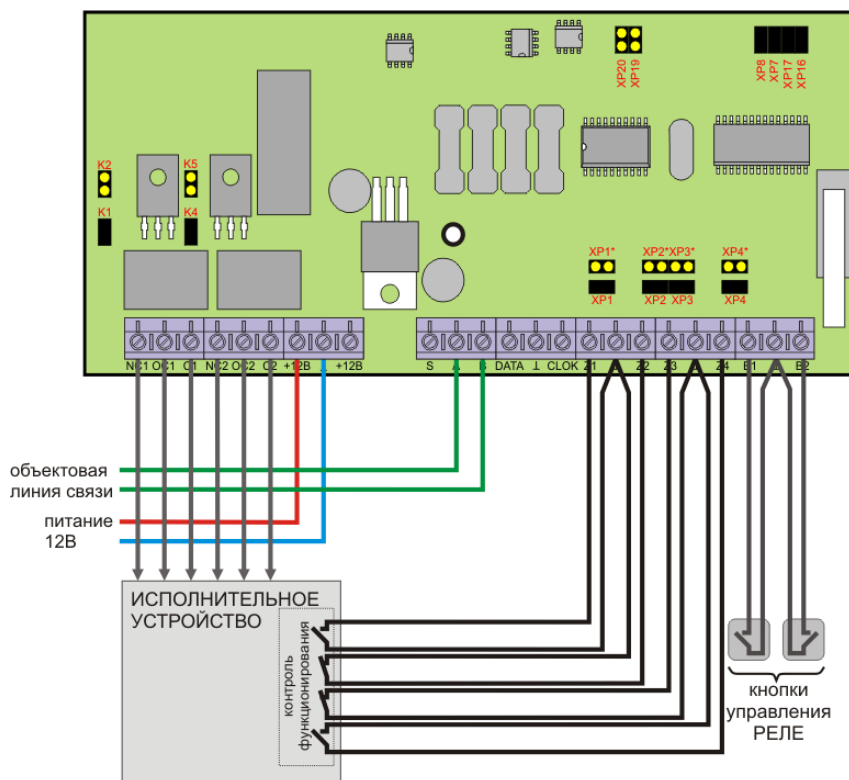 XP20
XP19
XP8
XP7
XP17
XP16
K2
K5
K1
K4
XP1* XP2* XP3* XP4*
XP1 XP2 XP3 XP4
NC1 OC1 C1 NC2 OC2 C2 +12В ⊥ +12В S A B DATA ⊥ CLOK Z1 Z2 Z3 Z4 B1 B2
объектовая
линия связи
питание
12В
ИСПОЛНИТЕЛЬНОЕ
УСТРОЙСТВО
контроль
функционирования
кнопки
управления
РЕЛЕ